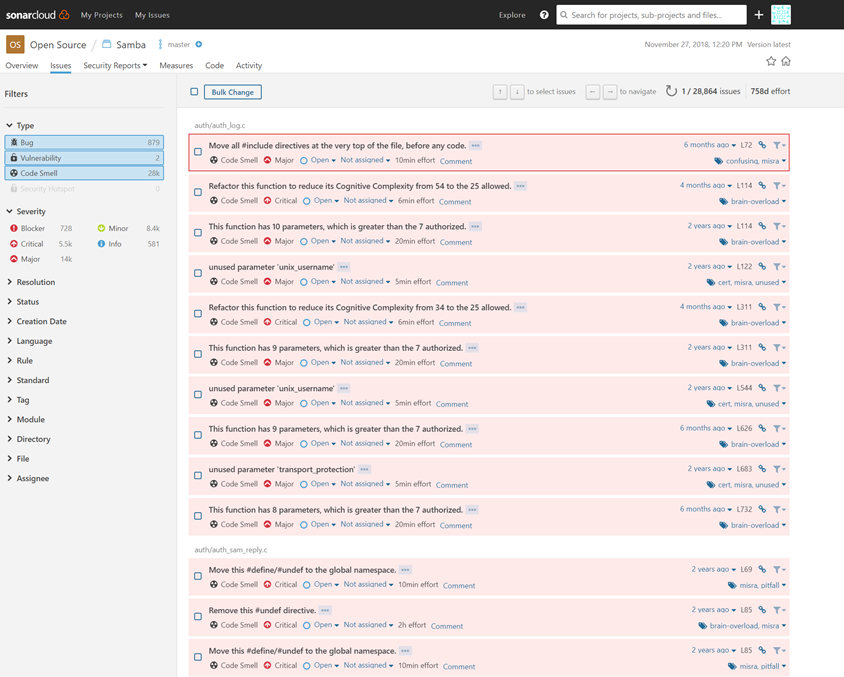 sonarcloud My Projects My Issues Explore ? Search for projects, sub-projects and files... +
OS Open Source / Samba master November 27, 2018, 12:20 PM Version latest
Overview Issues Security Reports Measures Code Activity
Filters
Bulk Change ↑ ↓ to select issues ← → to navigate 1 / 28,864 issues 758d effort
Type
Bug 879
Vulnerability 2
Code Smell 28k
Security Hotspot 0
Severity
Blocker 728 Minor 8.4k
Critical 5.5k Info 581
Major 14k
Resolution
Status
Creation Date
Language
Rule
Standard
Tag
Module
Directory
File
Assignee
auth/auth_log.c
Move all #include directives at the very top of the file, before any code. ••• 6 months ago L72
Code Smell Major Open Not assigned 10min effort Comment confusing, misra
Refactor this function to reduce its Cognitive Complexity from 54 to the 25 allowed. ••• 4 months ago L114
Code Smell Critical Open Not assigned 6min effort Comment brain-overload
This function has 10 parameters, which is greater than the 7 authorized. ••• 2 years ago L114
Code Smell Major Open Not assigned 20min effort Comment brain-overload
unused parameter 'unix_username' ••• 2 years ago L122
Code Smell Major Open Not assigned 5min effort Comment cert, misra, unused
Refactor this function to reduce its Cognitive Complexity from 34 to the 25 allowed. ••• 4 months ago L311
Code Smell Critical Open Not assigned 6min effort Comment brain-overload
This function has 9 parameters, which is greater than the 7 authorized. ••• 2 years ago L311
Code Smell Major Open Not assigned 20min effort Comment brain-overload
unused parameter 'unix_username' ••• 2 years ago L544
Code Smell Major Open Not assigned 5min effort Comment cert, misra, unused
This function has 9 parameters, which is greater than the 7 authorized. ••• 6 months ago L626
Code Smell Major Open Not assigned 20min effort Comment brain-overload
unused parameter 'transport_protection' ••• 2 years ago L683
Code Smell Major Open Not assigned 5min effort Comment cert, misra, unused
This function has 8 parameters, which is greater than the 7 authorized. ••• 6 months ago L732
Code Smell Major Open Not assigned 20min effort Comment brain-overload
auth/auth_sam_reply.c
Move this #define/#undef to the global namespace. ••• 2 years ago L69
Code Smell Critical Open Not assigned 10min effort Comment misra, pitfall
Remove this #undef directive. ••• 2 years ago L85
Code Smell Critical Open Not assigned 2h effort Comment brain-overload, misra
Move this #define/#undef to the global namespace. ••• 2 years ago L85
Code Smell Critical Open Not assigned 10min effort Comment misra, pitfall